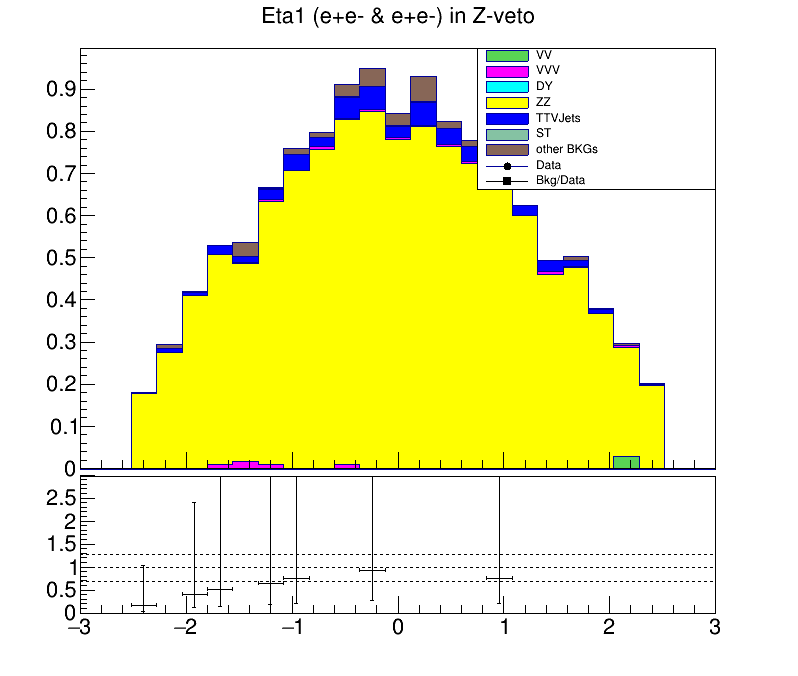 Eta1 (e+e- & e+e-) in Z-veto
VV
VVV
DY
ZZ
TTVJets
ST
other BKGs
Data
Bkg/Data
0.9
0.8
0.7
0.6
0.5
0.4
0.3
0.2
0.1
0
2.5
2
1.5
1
0.5
0
−3 −2 −1 0 1 2 3